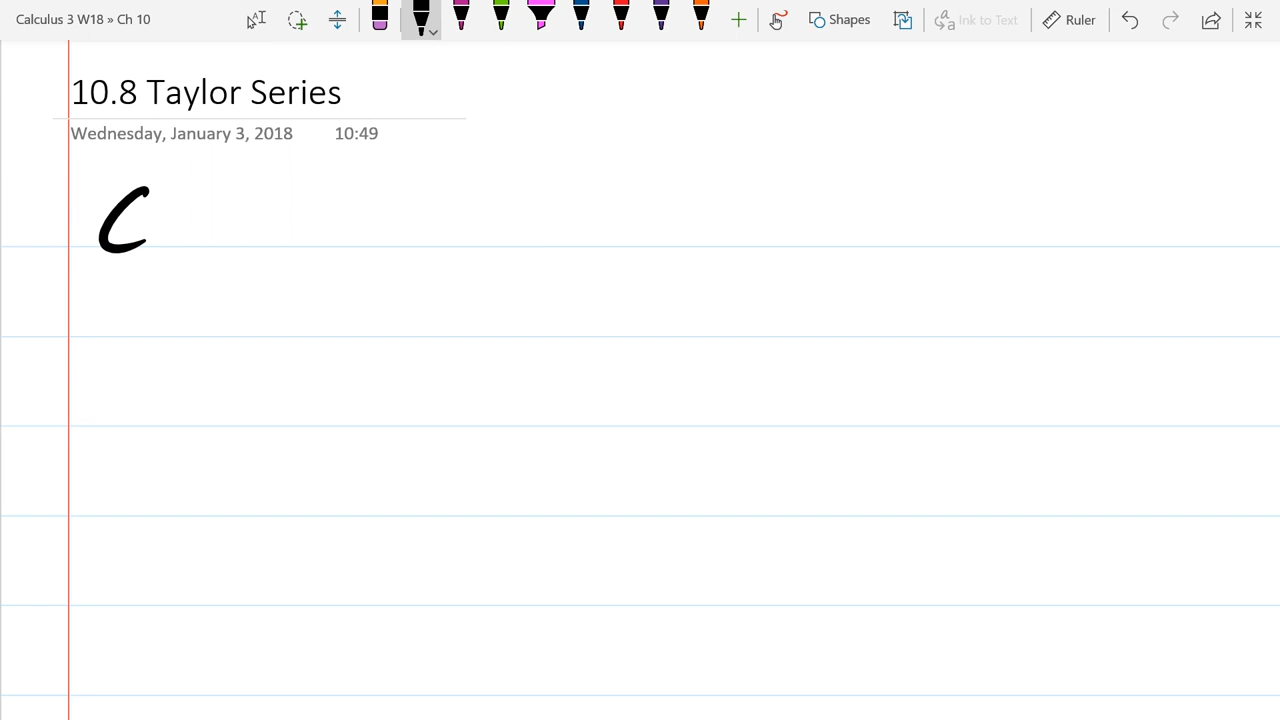 Calculus 3 W18 » Ch 10
Ink to Text
Shapes
Ruler
10.8 Taylor Series
Wednesday, January 3, 2018 10:49
C